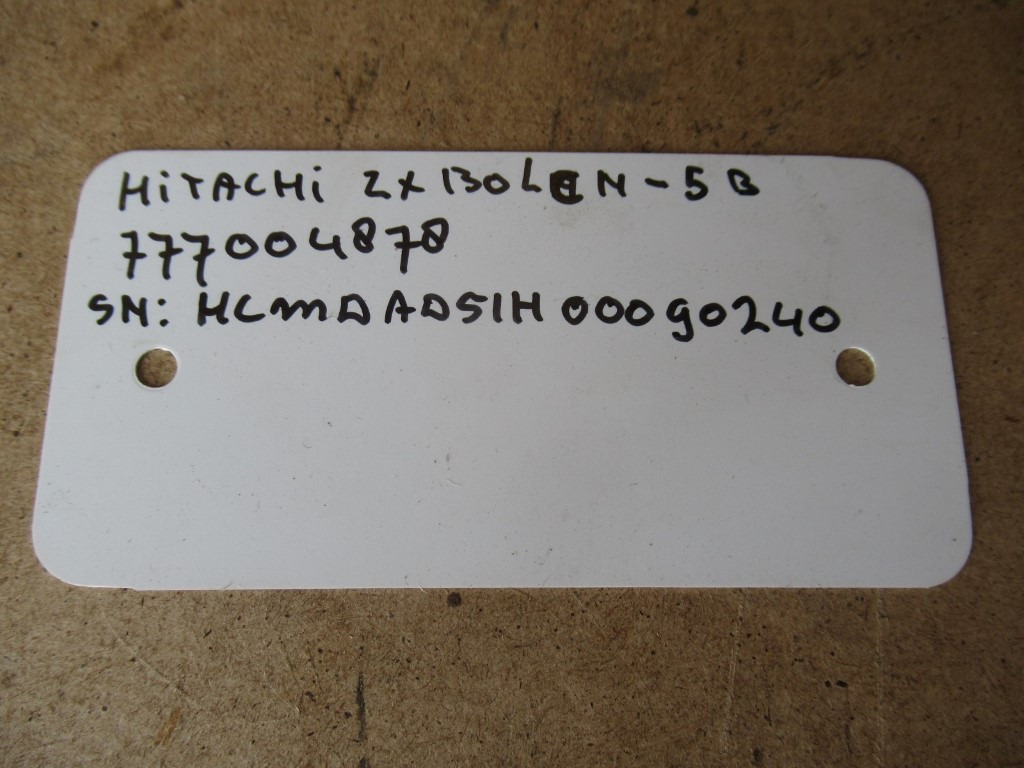 HiTACHi ZX130LCN-5B
777004878
SN: HCMDAD51H00090240